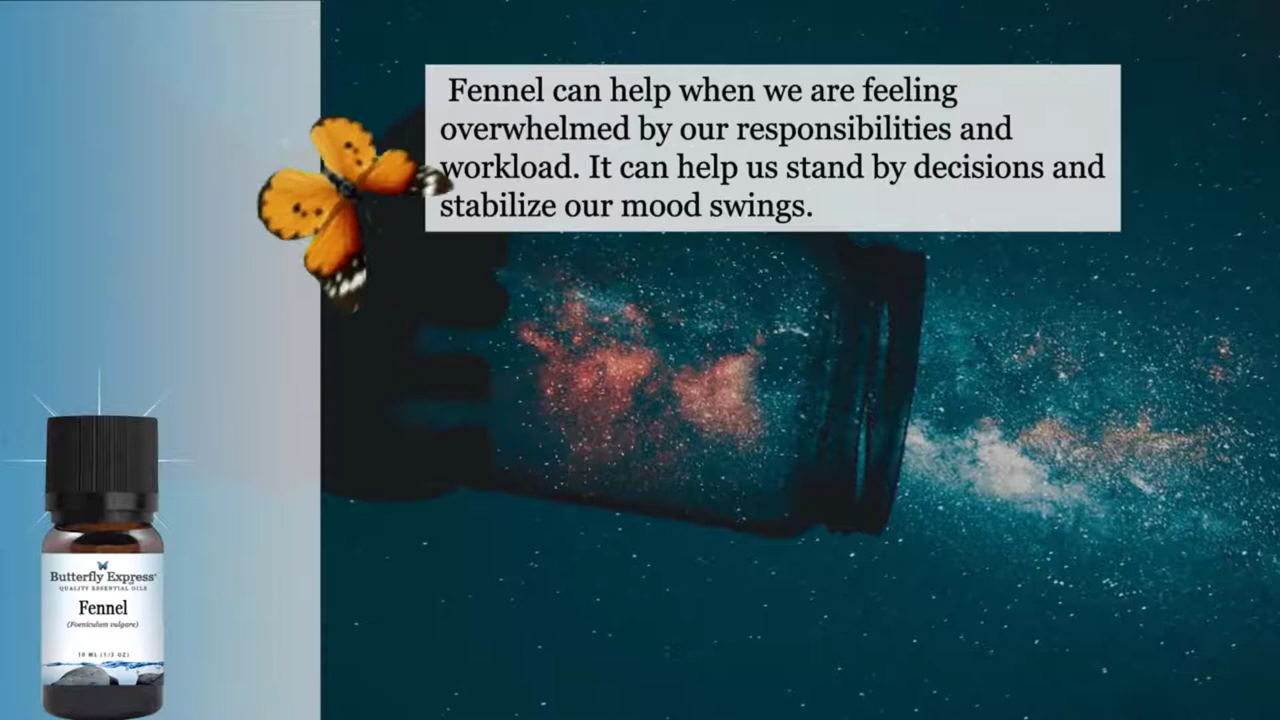 Fennel can help when we are feeling
overwhelmed by our responsibilities and
workload. It can help us stand by decisions and
stabilize our mood swings.
Butterfly Express
QUALITY ESSENTIAL OILS
Fennel
(Foeniculum vulgare)
10 ML (1/3 OZ)